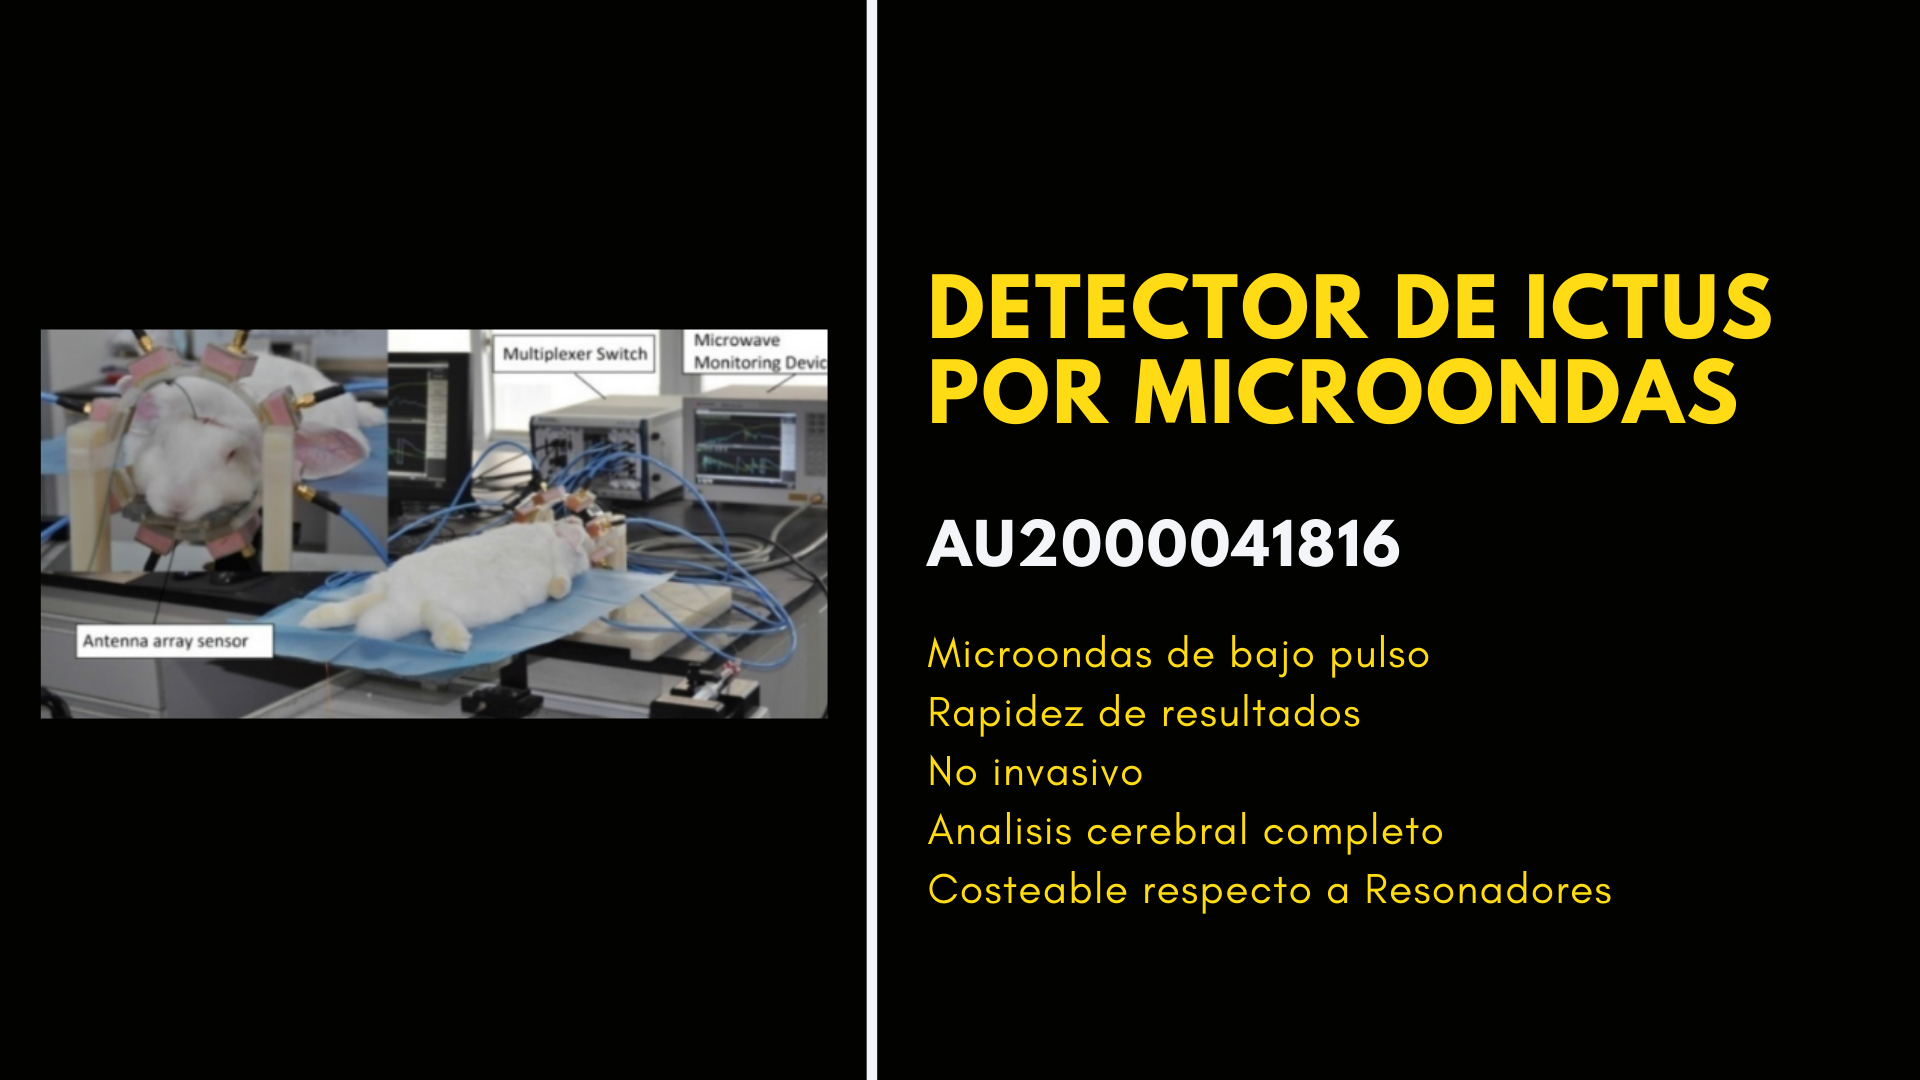 Multiplexer Switch
Microwave
Monitoring Devic
Antenna array sensor
DETECTOR DE ICTUS
POR MICROONDAS
AU2000041816
Microondas de bajo pulso
Rapidez de resultados
No invasivo
Analisis cerebral completo
Costeable respecto a Resonadores